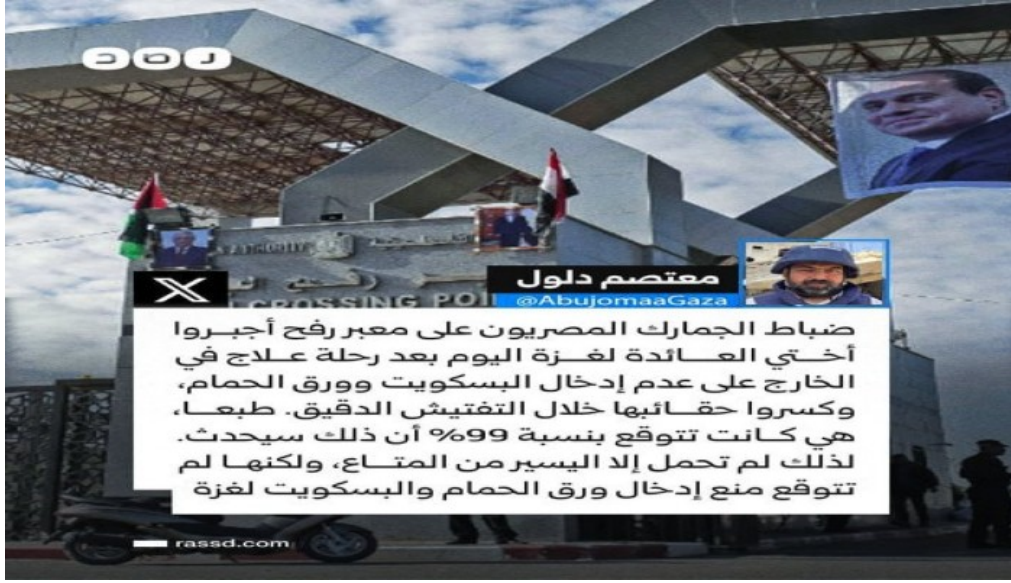 رصد
معتصم دلول
@AbujomaaGaza
ضباط الجمارك المصريون على معبر رفح أجبروا
أختي العائدة لغزة اليوم بعد رحلة علاج في
الخارج على عدم إدخال البسكويت وورق الحمام،
وكسروا حقائبها خلال التفتيش الدقيق. طبعا،
هي كانت تتوقع بنسبة 99% أن ذلك سيحدث.
لذلك لم تحمل إلا اليسير من المتاع، ولكنها لم
تتوقع منع إدخال ورق الحمام والبسكويت لغزة
CROSSING POI
rassd.com